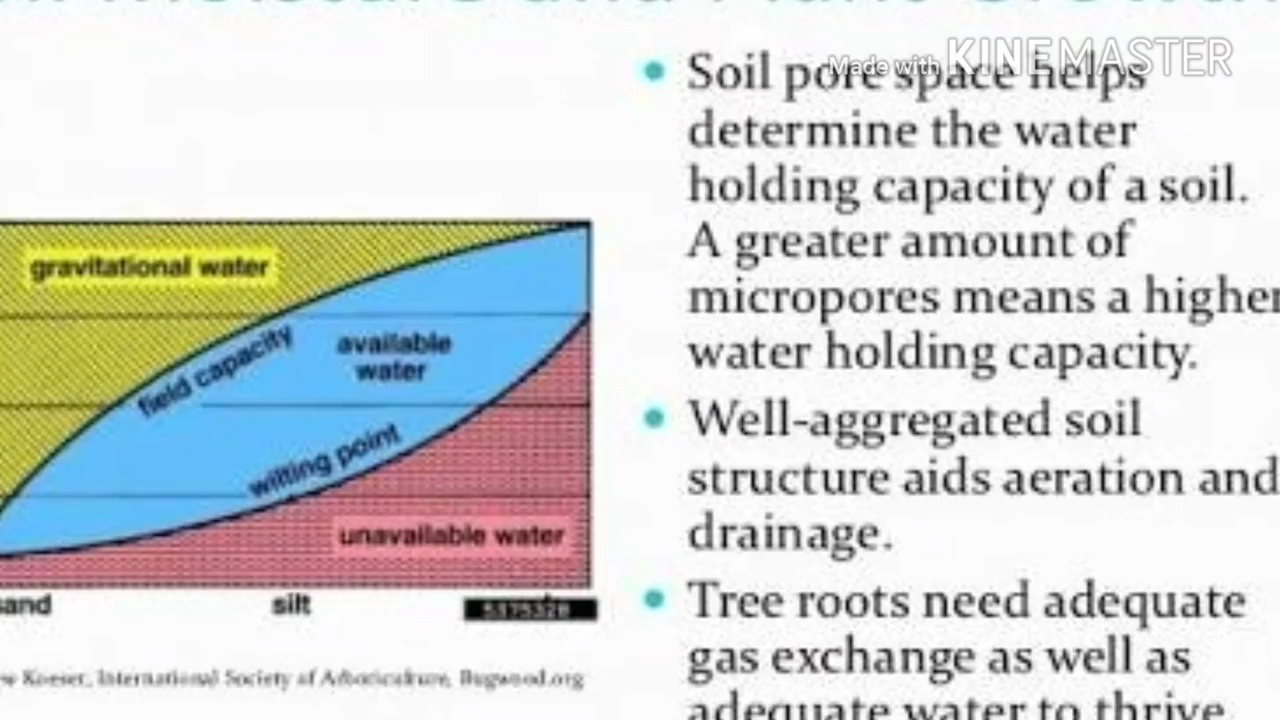 Made with KINEMASTER
Soil pore space helps
determine the water
holding capacity of a soil.
A greater amount of
micropores means a higher
water holding capacity.
Well-aggregated soil
structure aids aeration and
drainage.
Tree roots need adequate
gas exchange as well as
adequate water to thrive.
gravitational water
field capacity
available
water
wilting point
unavailable water
sand
silt
Koeser, International Society of Arboriculture, Bugwood.org